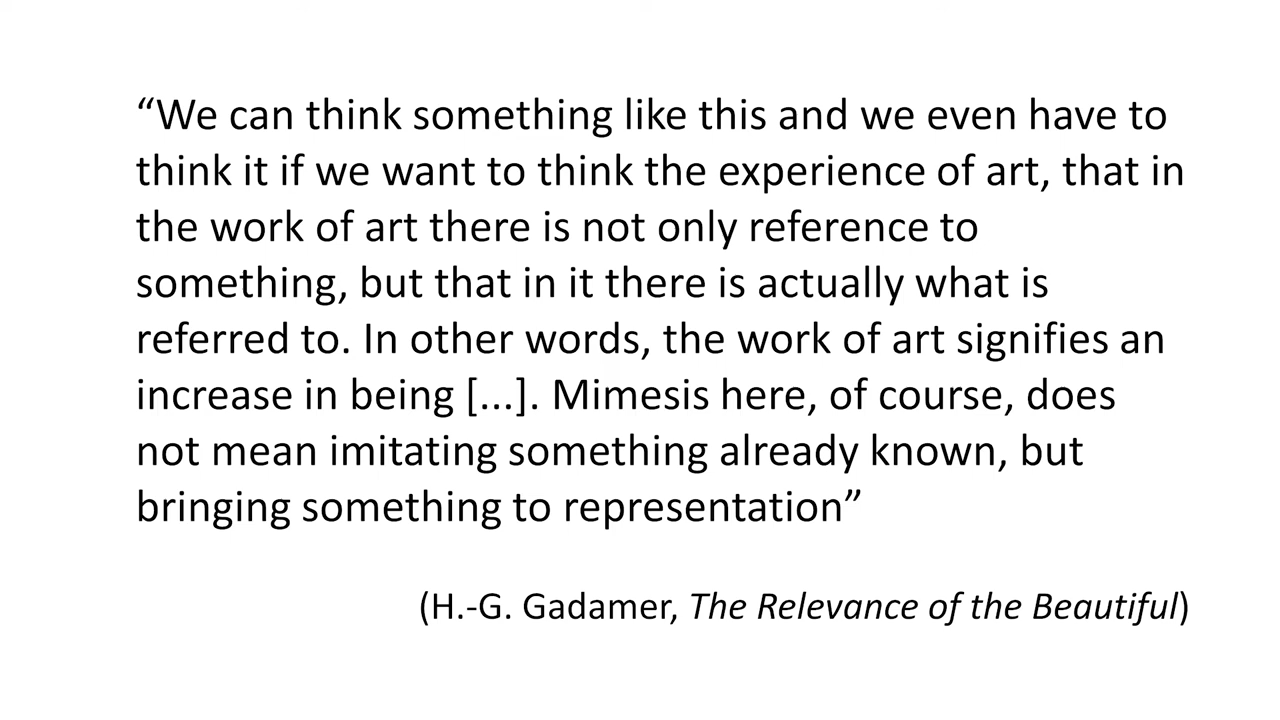 “We can think something like this and we even have to
think it if we want to think the experience of art, that in
the work of art there is not only reference to
something, but that in it there is actually what is
referred to. In other words, the work of art signifies an
increase in being [...]. Mimesis here, of course, does
not mean imitating something already known, but
bringing something to representation”
(H.-G. Gadamer, The Relevance of the Beautiful)